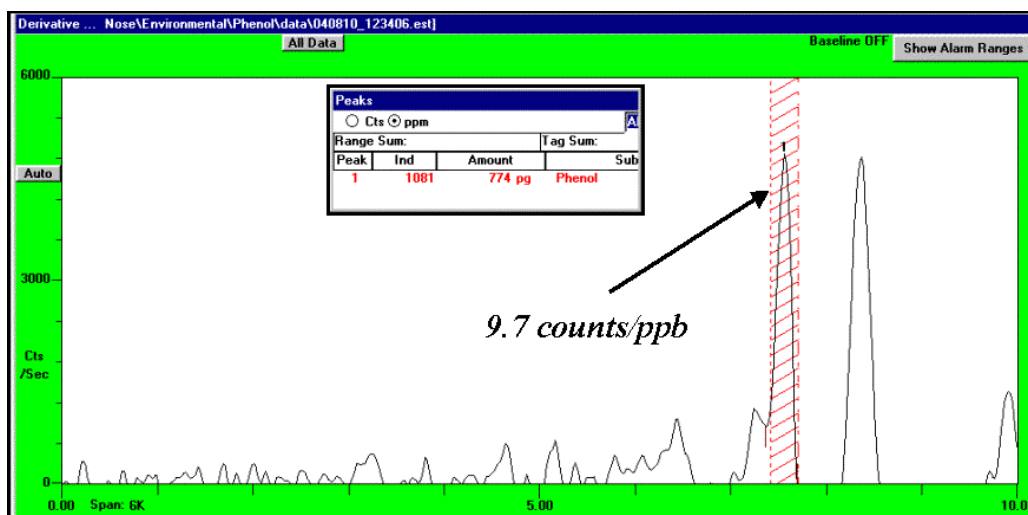 Derivative ... Nose\Environmental\Phenol\data\040810_123406.est]
All Data
Baseline OFF
Show Alarm Ranges
6000
Peaks
Cts ppm
Range Sum: Tag Sum:
Peak Ind Amount Sub
1 1081 774 pg Phenol
Auto
3000
9.7 counts/ppb
Cts
/Sec
0
0.00 Span: 6K 5.00 10.0